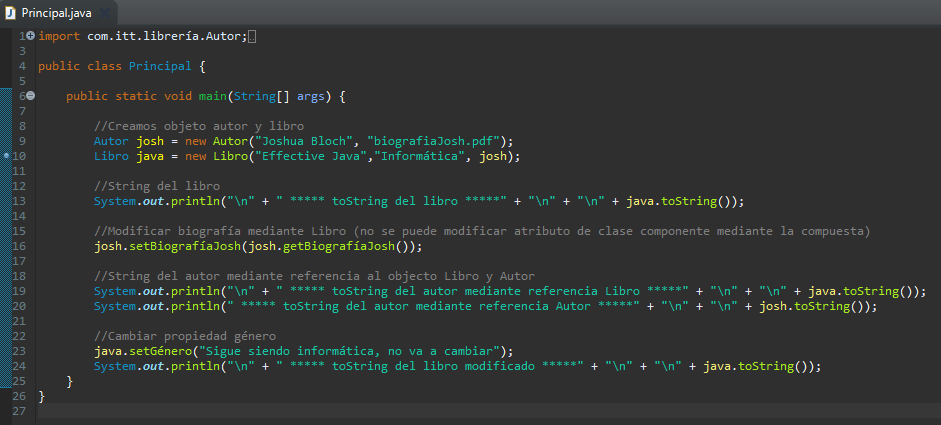 Principal.java
1 import com.itt.librería.Autor;
3
4 public class Principal {
5
6 public static void main(String[] args) {
7
8 //Creamos objeto autor y libro
9 Autor josh = new Autor("Joshua Bloch", "biografiaJosh.pdf");
10 Libro java = new Libro("Effective Java","Informática", josh);
11
12 //String del libro
13 System.out.println("\n" + " ***** toString del libro *****" + "\n" + "\n" + java.toString());
14
15 //Modificar biografía mediante Libro (no se puede modificar atributo de clase componente mediante la compuesta)
16 josh.setBiografíaJosh(josh.getBiografíaJosh());
17
18 //String del autor mediante referencia al objecto Libro y Autor
19 System.out.println("\n" + " ***** toString del autor mediante referencia Libro *****" + "\n" + "\n" + java.toString());
20 System.out.println(" ***** toString del autor mediante referencia Autor *****" + "\n" + "\n" + josh.toString());
21
22 //Cambiar propiedad género
23 java.setGénero("Sigue siendo informática, no va a cambiar");
24 System.out.println("\n" + " ***** toString del libro modificado *****" + "\n" + "\n" + java.toString());
25 }
26 }
27